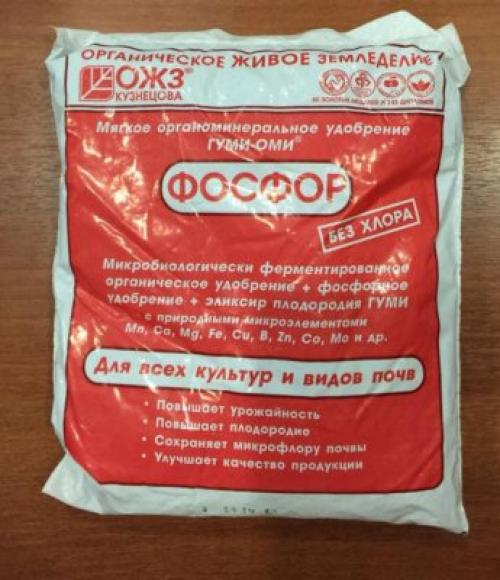 ОРГАНИЧЕСКОЕ ЖИВОЕ ЗЕМЛЕДЕЛИЕ
ОЖЗ®
КУЗНЕЦОВА
Мягкое органоминеральное удобрение
ГУМИ-ОМИ®
ФОСФОР
БЕЗ ХЛОРА
Микробиологически ферментированное
органическое удобрение + фосфорное
удобрение + эликсир плодородия ГУМИ
с природными микроэлементами
Mn, Ca, Mg, Fe, Cu, B, Zn, Co, Mo и др.
Для всех культур и видов почв
• Повышает урожайность
• Повышает плодородие
• Сохраняет микрофлору почвы
• Улучшает качество продукции